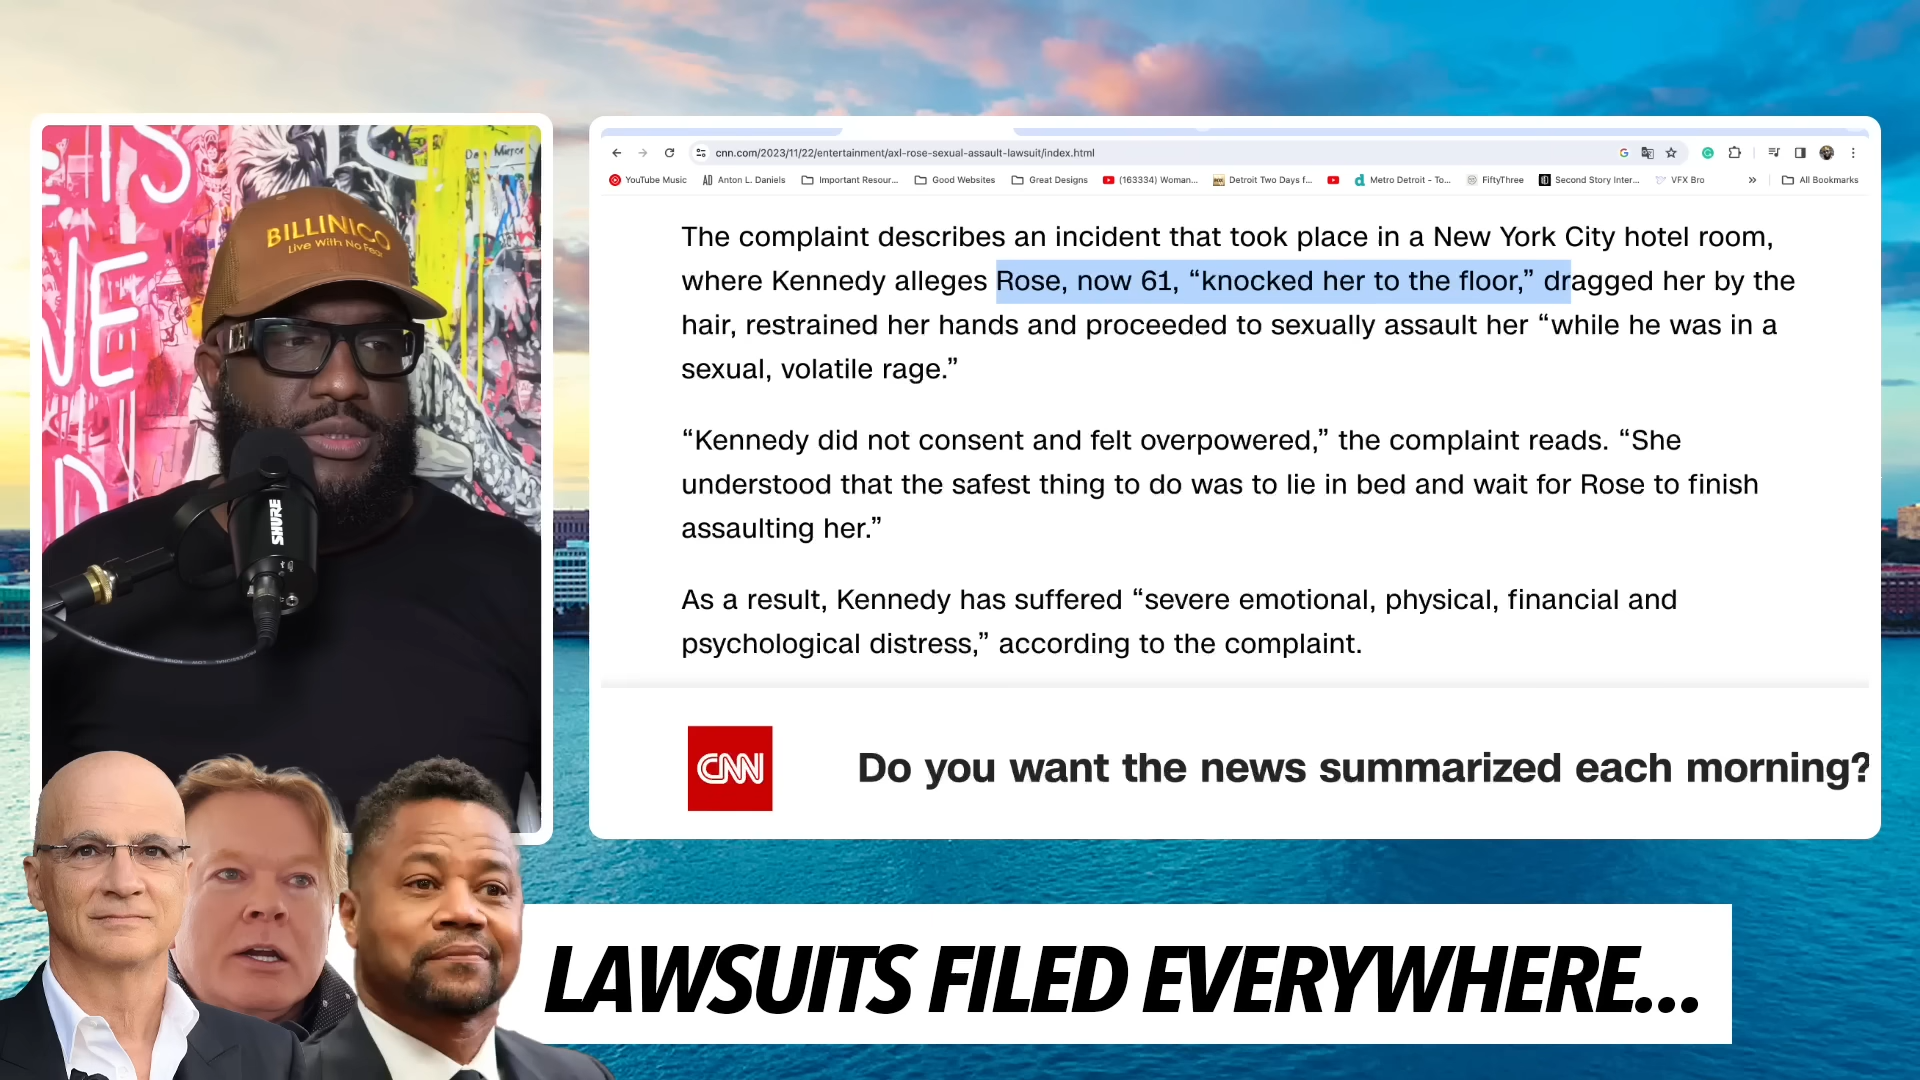 cnn.com/2023/11/22/entertainment/axl-rose-sexual-assault-lawsuit/index.html
YouTube Music
Anton L. Daniels
Important Resour...
Good Websites
Great Designs
(163334) Woman...
Detroit Two Days f...
Metro Detroit - To...
FiftyThree
Second Story Inter...
VFX Bro
All Bookmarks
The complaint describes an incident that took place in a New York City hotel room,
where Kennedy alleges Rose, now 61, “knocked her to the floor,” dragged her by the
hair, restrained her hands and proceeded to sexually assault her “while he was in a
sexual, volatile rage.”
“Kennedy did not consent and felt overpowered,” the complaint reads. “She
understood that the safest thing to do was to lie in bed and wait for Rose to finish
assaulting her.”
As a result, Kennedy has suffered “severe emotional, physical, financial and
psychological distress,” according to the complaint.
CNN
Do you want the news summarized each morning?
BILLINICO
Live With No Fear
SHURE
LAWSUITS FILED EVERYWHERE...